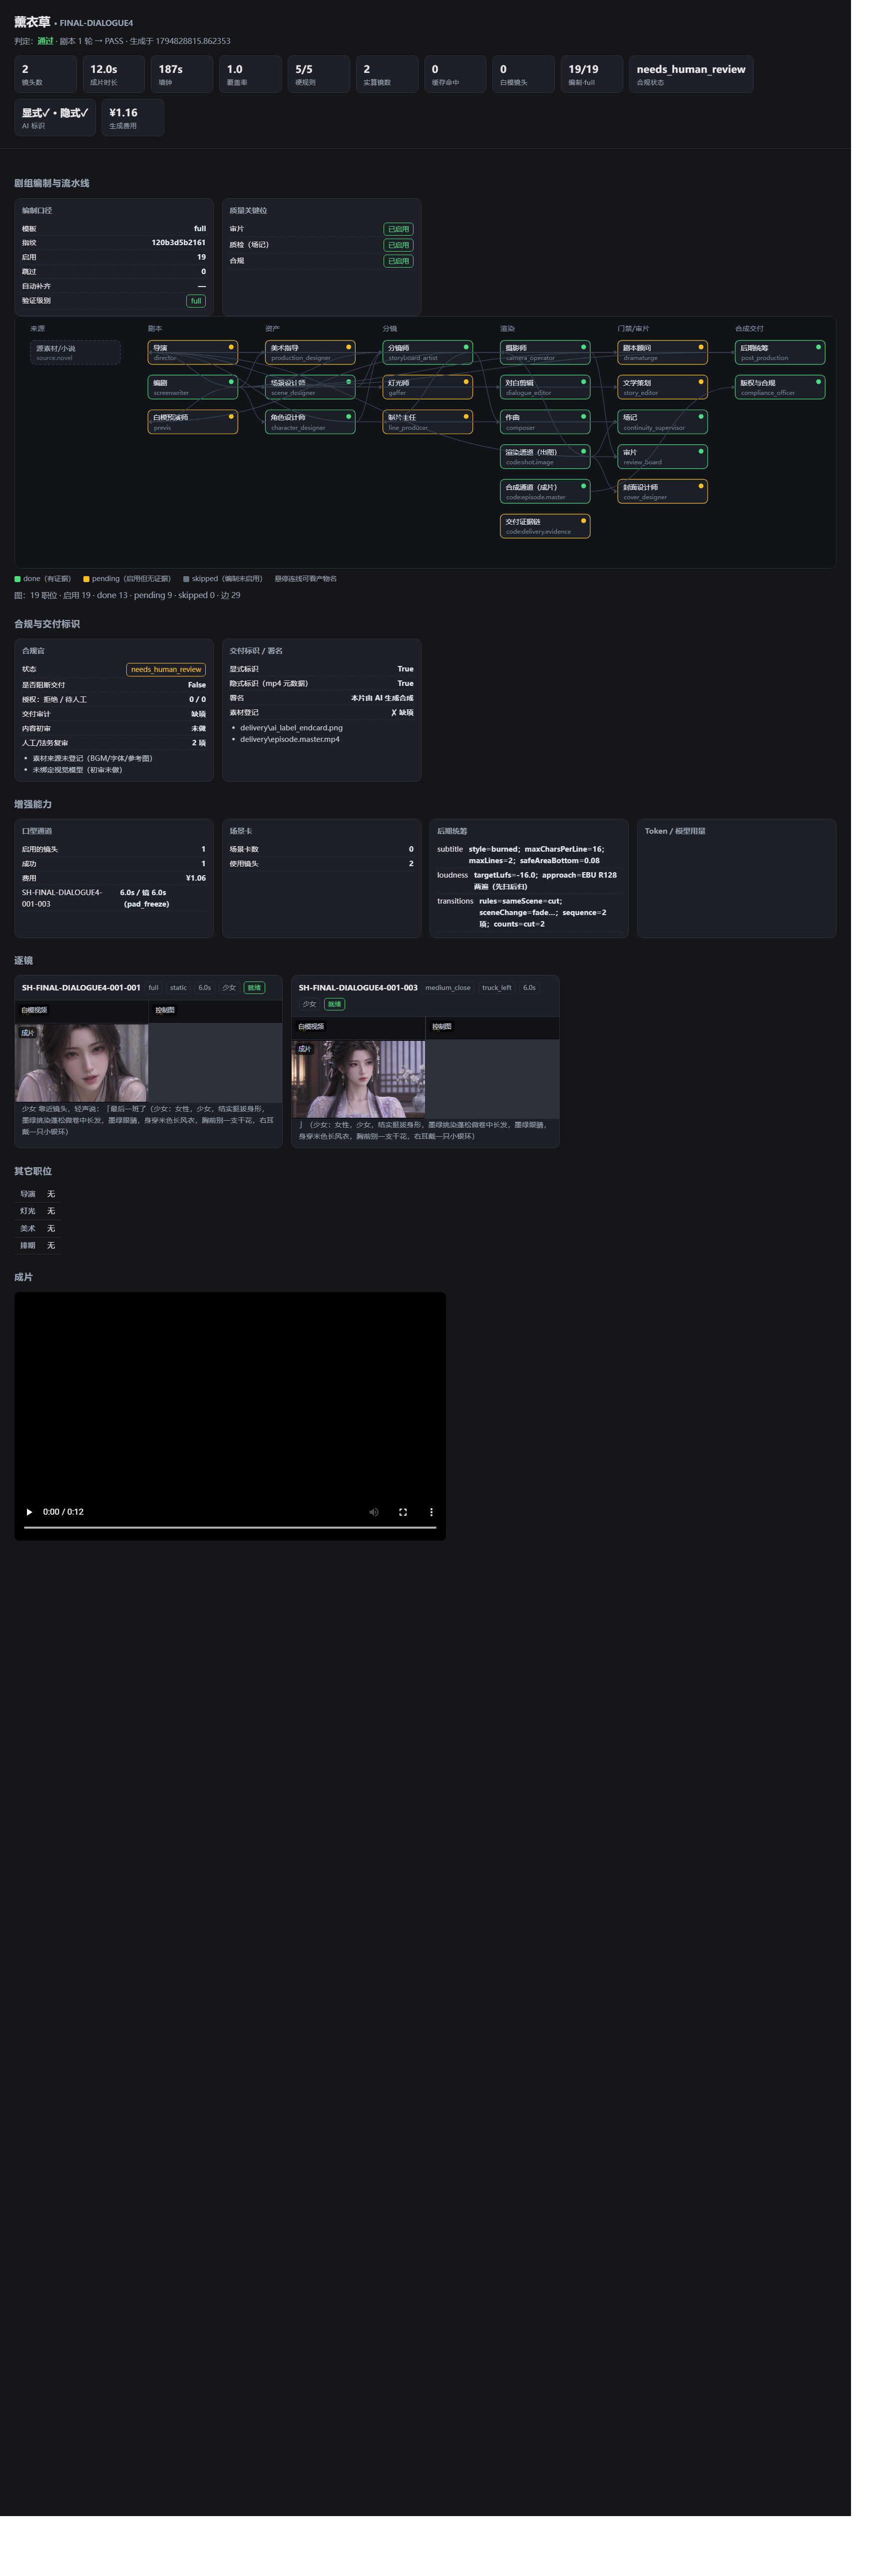 薰衣草 • FINAL-DIALOGUE4
判定：通过 · 剧本 1 轮 → PASS · 生成于 1794828815.862353
2
镜头数
12.0s
成片时长
187s
墙钟
1.0
覆盖率
5/5
硬规则
2
实算镜数
0
缓存命中
0
白模镜头
19/19
编制·full
needs_human_review
合规状态
显式✓ · 隐式✓
AI 标识
¥1.16
生成费用
剧组编制与流水线
编制口径
模板 full
指纹 120b3d5b2161
启用 19
跳过 0
自动补齐 —
验证级别 full
质量关键位
审片 已启用
质检（场记） 已启用
合规 已启用
来源
剧本
资产
分镜
渲染
门禁/审片
合成交付
源素材/小说
source.novel
导演
director
编剧
screenwriter
白模预演师
previs
美术指导
production_designer
场景设计师
scene_designer
角色设计师
character_designer
分镜师
storyboard_artist
灯光师
gaffer
制片主任
line_producer
摄影师
camera_operator
对白剪辑
dialogue_editor
作曲
composer
渲染通道（出图）
code:shot.image
合成通道（成片）
code:episode.master
交付证据链
code:delivery.evidence
剧本顾问
dramaturge
文学策划
story_editor
场记
continuity_supervisor
审片
review_board
封面设计师
cover_designer
后期统筹
post_production
版权与合规
compliance_officer
done（有证据） pending（启用但无证据） skipped（编制未启用） 悬停连线可看产物名
图：19 职位 · 启用 19 · done 13 · pending 9 · skipped 0 · 边 29
合规与交付标识
合规官
状态 needs_human_review
是否阻断交付 False
授权：拒绝 / 待人工 0 / 0
交付审计 缺项
内容初审 未做
人工/法务复审 2 项
• 素材来源未登记（BGM/字体/参考图）
• 未绑定视觉模型（初审未做）
交付标识 / 署名
显式标识 True
隐式标识（mp4 元数据） True
署名 本片由 AI 生成合成
素材登记 ✗ 缺项
• delivery\ai_label_endcard.png
• delivery\episode.master.mp4
增强能力
口型通道
启用的镜头 1
成功 1
费用 ¥1.06
SH-FINAL-DIALOGUE4-001-003 6.0s / 镜 6.0s（pad_freeze）
场景卡
场景卡数 0
使用镜头 2
后期统筹
subtitle style=burned；maxCharsPerLine=16；
maxLines=2；safeAreaBottom=0.08
loudness targetLufs=-16.0；approach=EBU R128
两遍（先归后归）
transitions rules=sameScene=cut；
sceneChange=fade...；sequence=2
项；counts=cut=2
Token / 模型用量
逐镜
SH-FINAL-DIALOGUE4-001-001 full static 6.0s 少女 就绪
白模视频
控制图
成片
少女 靠近镜头，轻声说：「最后一班了（少女：女性，少女，结实挺拔身形，
墨绿挑染蓬松微卷中长发，墨绿眼睛，身穿米色长风衣，胸前别一支干花，右耳
戴一只小银环）
SH-FINAL-DIALOGUE4-001-003 medium_close truck_left 6.0s
少女 就绪
白模视频
控制图
成片
」（少女：女性，少女，结实挺拔身形，墨绿挑染蓬松微卷中长发，墨绿眼睛，
身穿米色长风衣，胸前别一支干花，右耳戴一只小银环）
其它职位
导演 无
灯光 无
美术 无
排期 无
成片
0:00 / 0:12